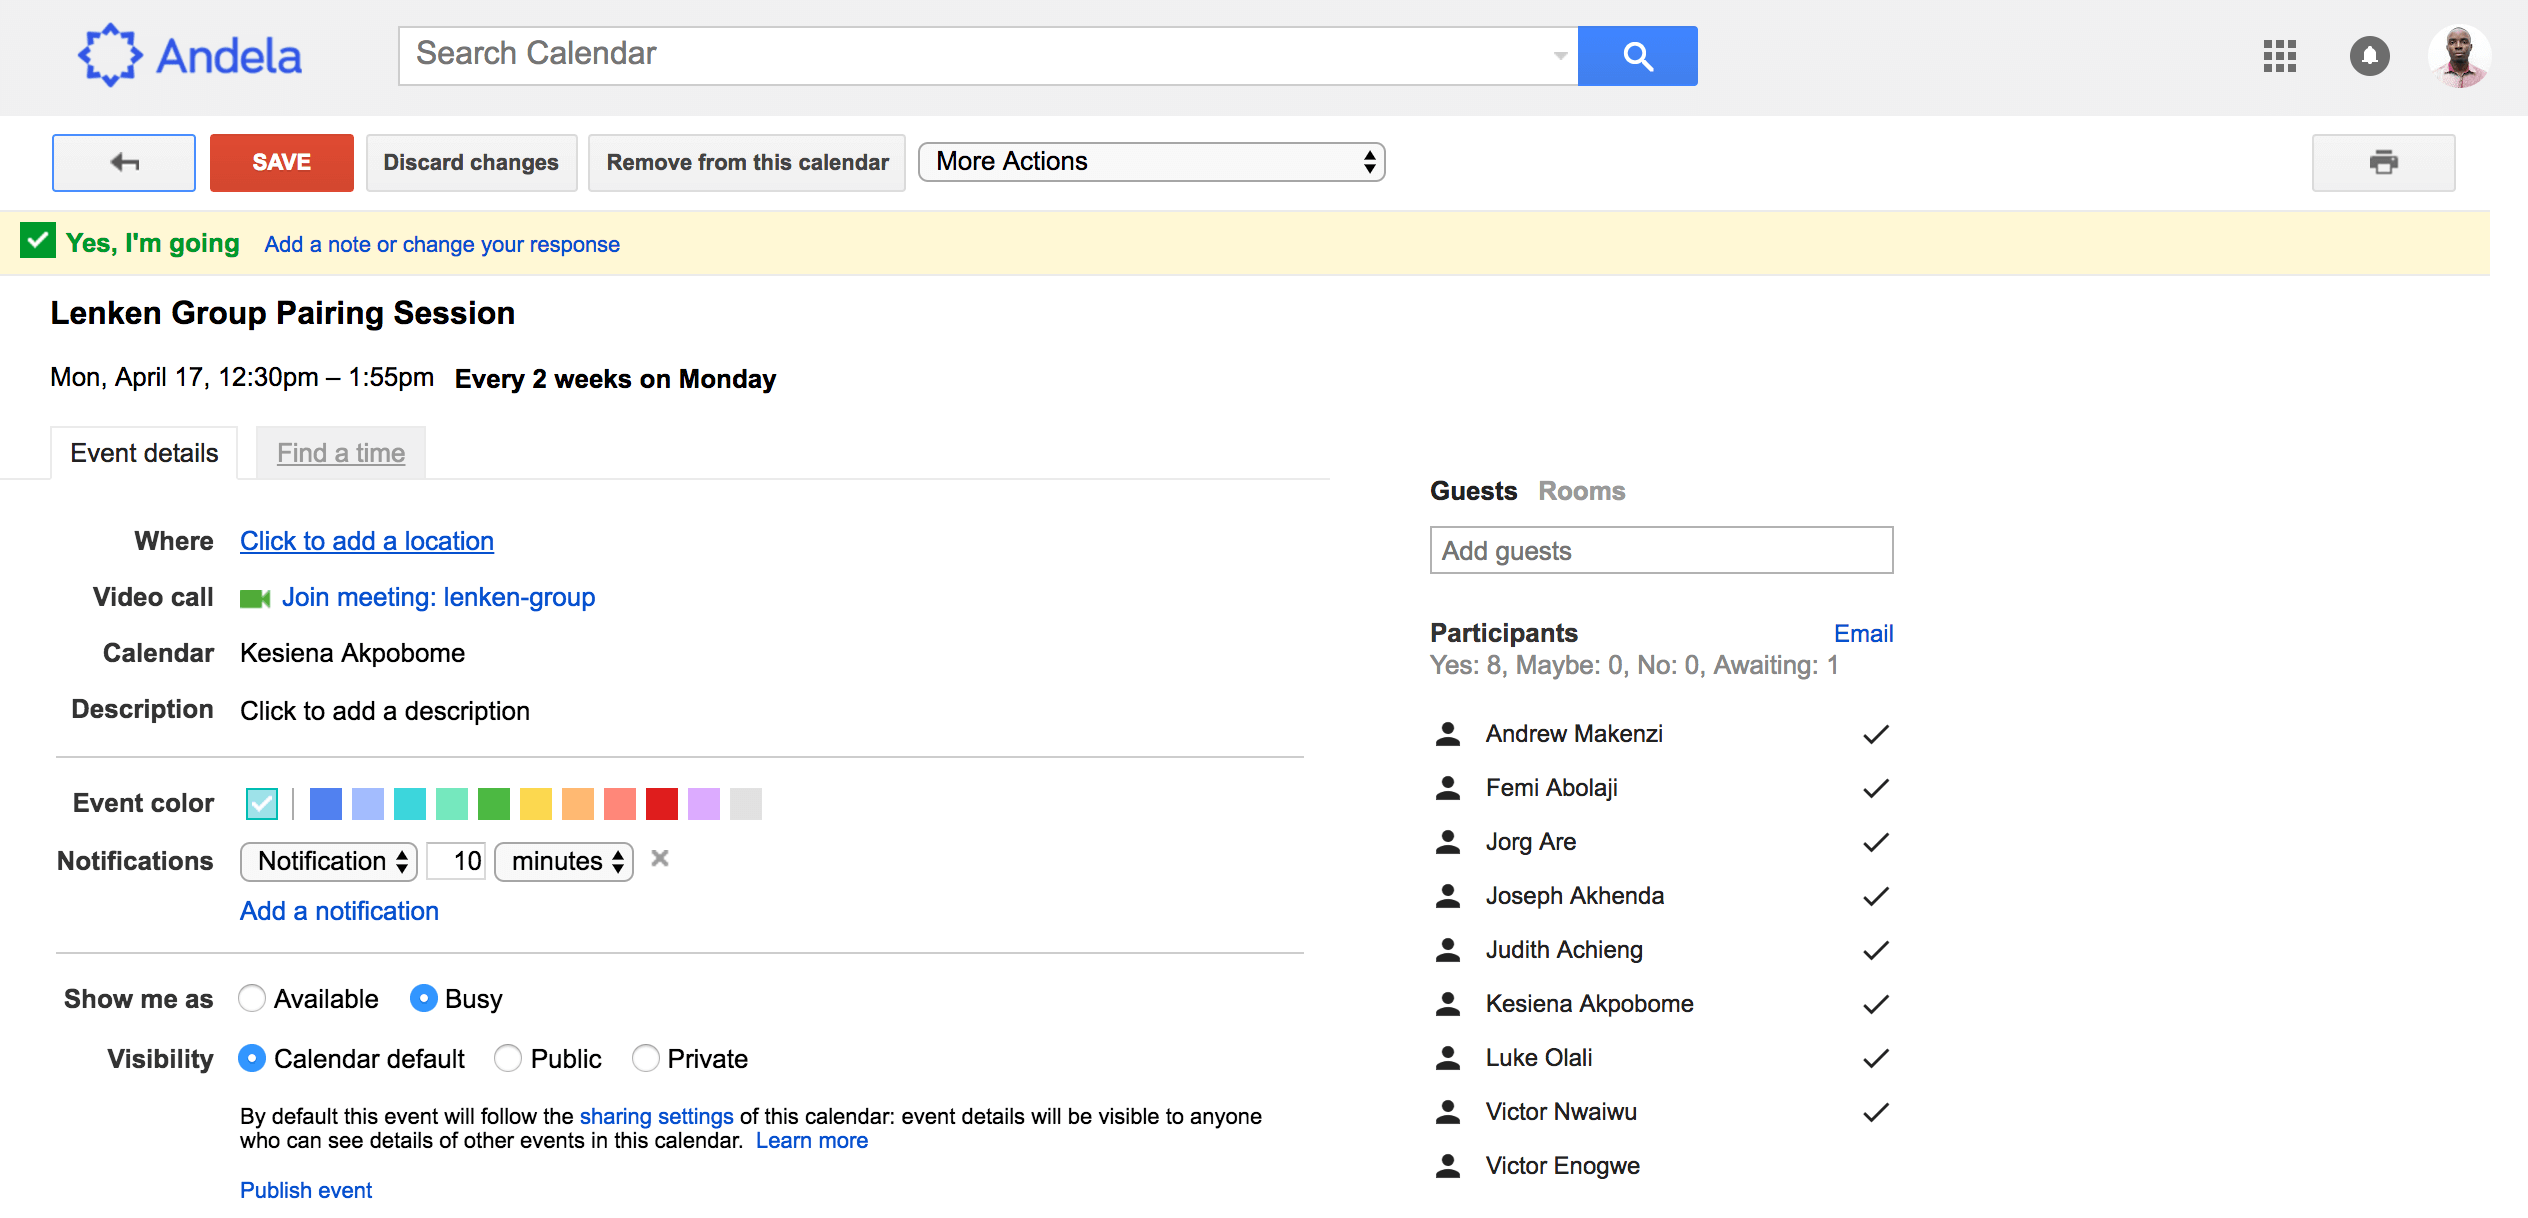 Andela
Search Calendar
SAVE
Discard changes
Remove from this calendar
More Actions
Yes, I'm going
Add a note or change your response
Lenken Group Pairing Session
Mon, April 17, 12:30pm – 1:55pm Every 2 weeks on Monday
Event details
Find a time
Where Click to add a location
Video call Join meeting: lenken-group
Calendar Kesiena Akpobome
Description Click to add a description
Event color
Notifications Notification 10 minutes
Add a notification
Show me as Available Busy
Visibility Calendar default Public Private
By default this event will follow the sharing settings of this calendar: event details will be visible to anyone
who can see details of other events in this calendar. Learn more
Publish event
Guests Rooms
Add guests
Participants Email
Yes: 8, Maybe: 0, No: 0, Awaiting: 1
Andrew Makenzi
Femi Abolaji
Jorg Are
Joseph Akhenda
Judith Achieng
Kesiena Akpobome
Luke Olali
Victor Nwaiwu
Victor Enogwe